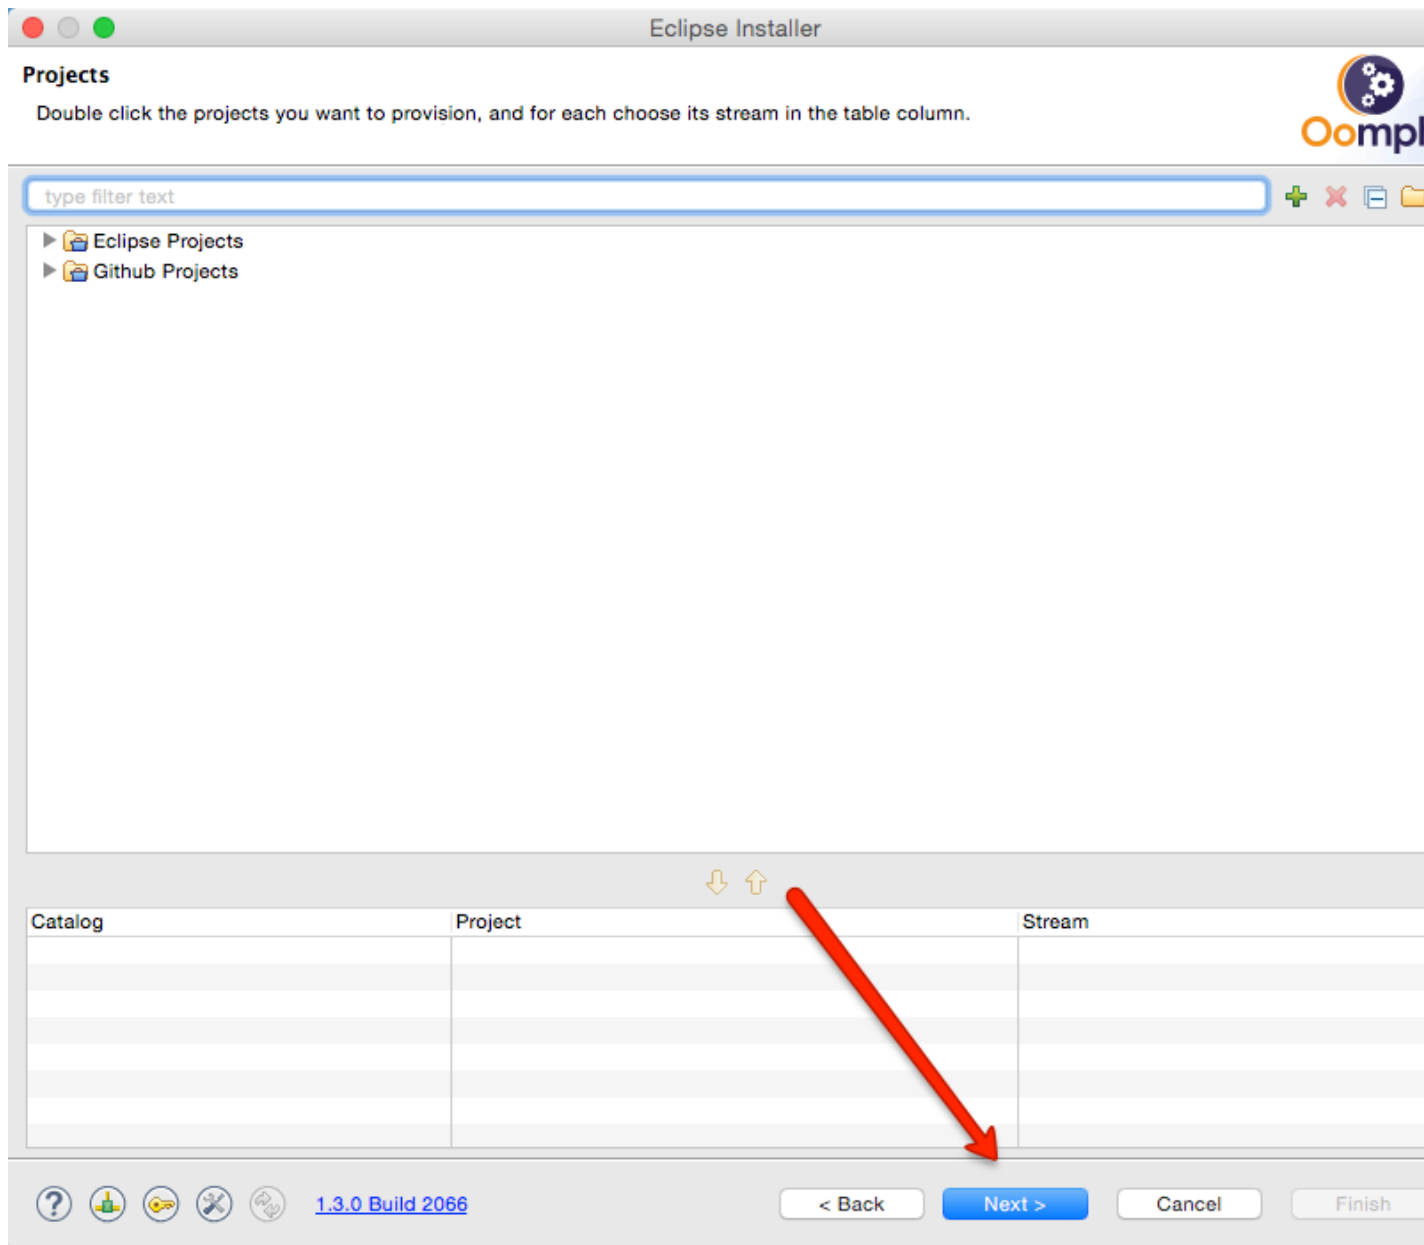 Eclipse Installer
Projects
Double click the projects you want to provision, and for each choose its stream in the table column.
Oomph
type filter text
Eclipse Projects
Github Projects
Catalog Project Stream
? 1.3.0 Build 2066 < Back Next > Cancel Finish